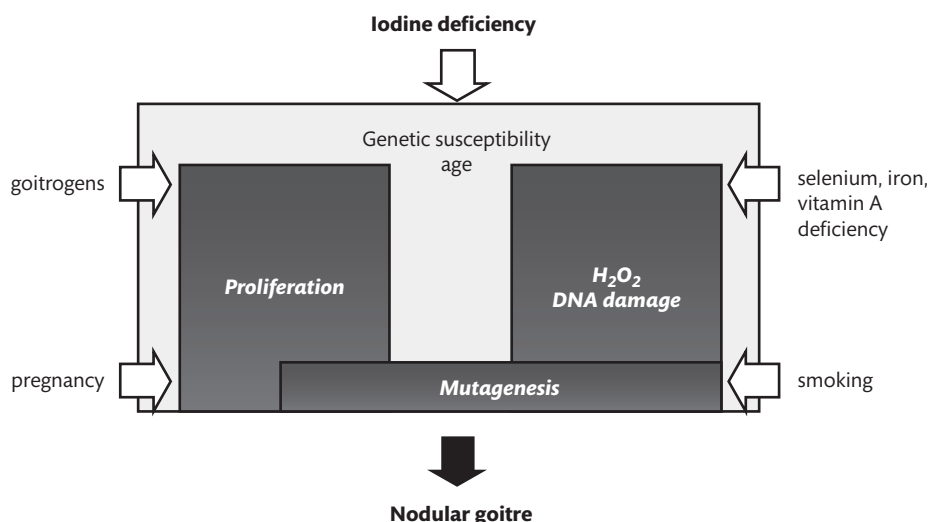 Iodine deficiency
Genetic susceptibility
age
goitrogens
selenium, iron,
vitamin A
deficiency
Proliferation
H₂O₂
DNA damage
pregnancy
Mutagenesis
smoking
Nodular goitre